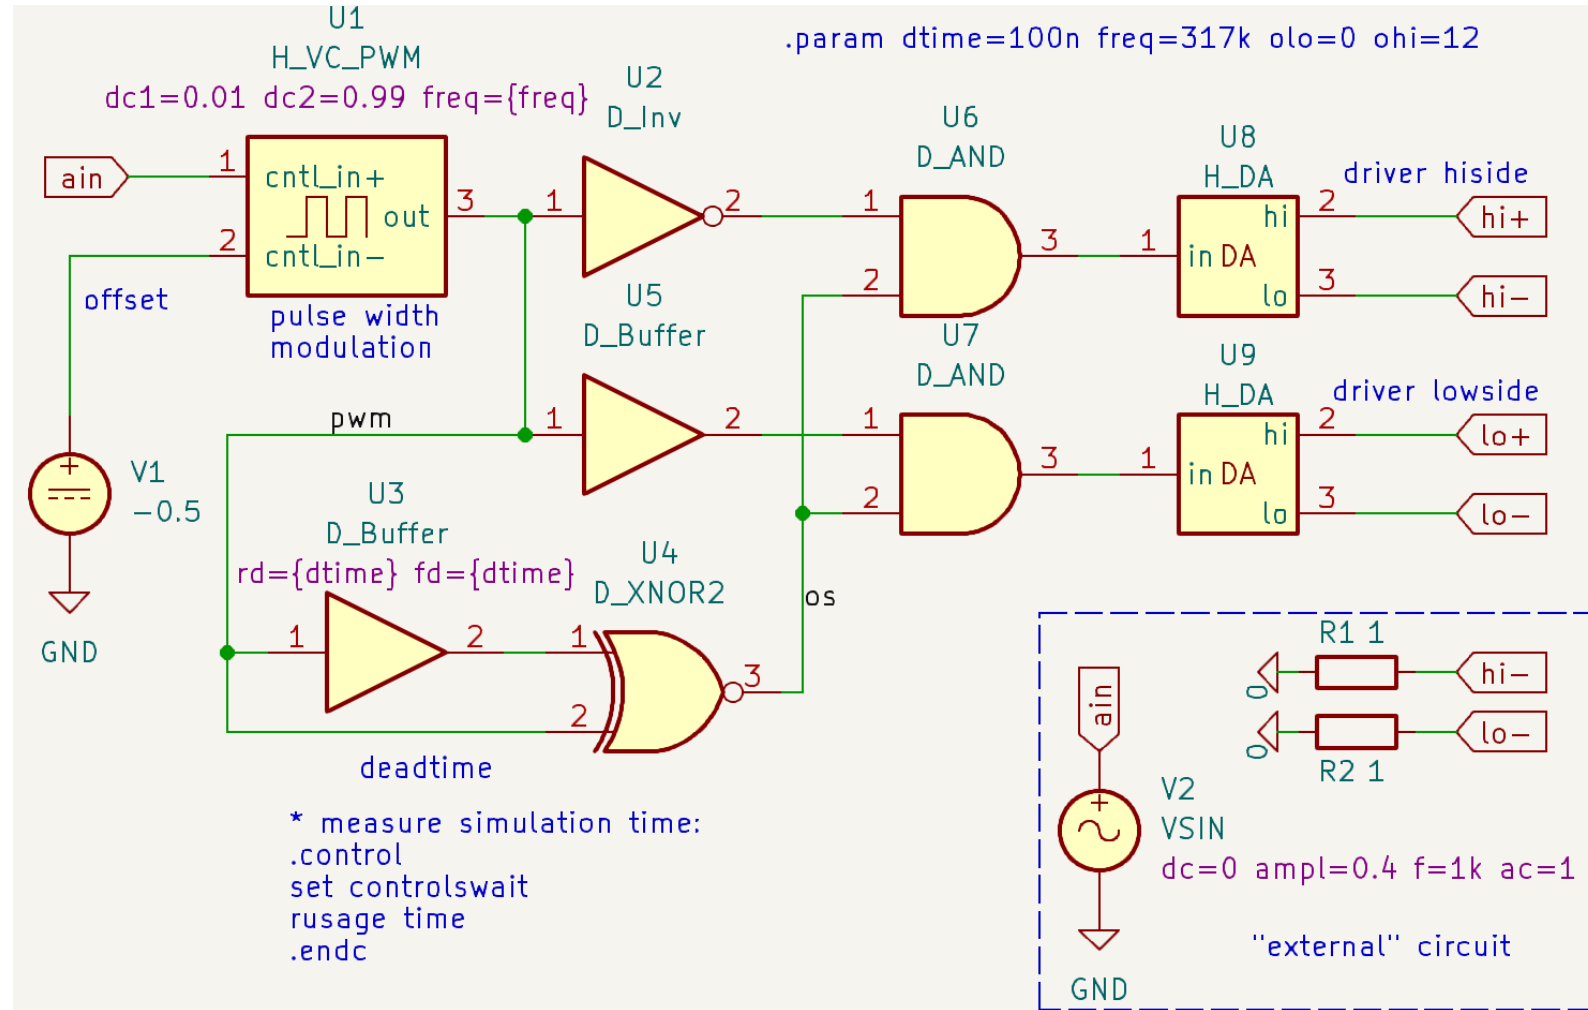 U1
H_VC_PWM
dc1=0.01 dc2=0.99 freq={freq}
.param dtime=100n freq=317k olo=0 ohi=12
U2
D_Inv
U6
D_AND
U8
H_DA
driver hiside
ain
1
cntl_in+
3
out
2
cntl_in-
1
2
1
2
3
1
hi
in DA
lo
2
hi+
3
hi-
offset
pulse width
modulation
U5
D_Buffer
U7
D_AND
U9
H_DA
driver lowside
pwm
1
2
1
2
3
1
hi
in DA
lo
2
lo+
3
lo-
V1
-0.5
GND
U3
D_Buffer
rd={dtime} fd={dtime}
U4
D_XNOR2
os
1
2
1
2
3
deadtime
* measure simulation time:
.control
set controlswait
rusage time
.endc
R1 1
0
hi-
0
lo-
R2 1
ain
V2
VSIN
dc=0 ampl=0.4 f=1k ac=1
"external" circuit
GND